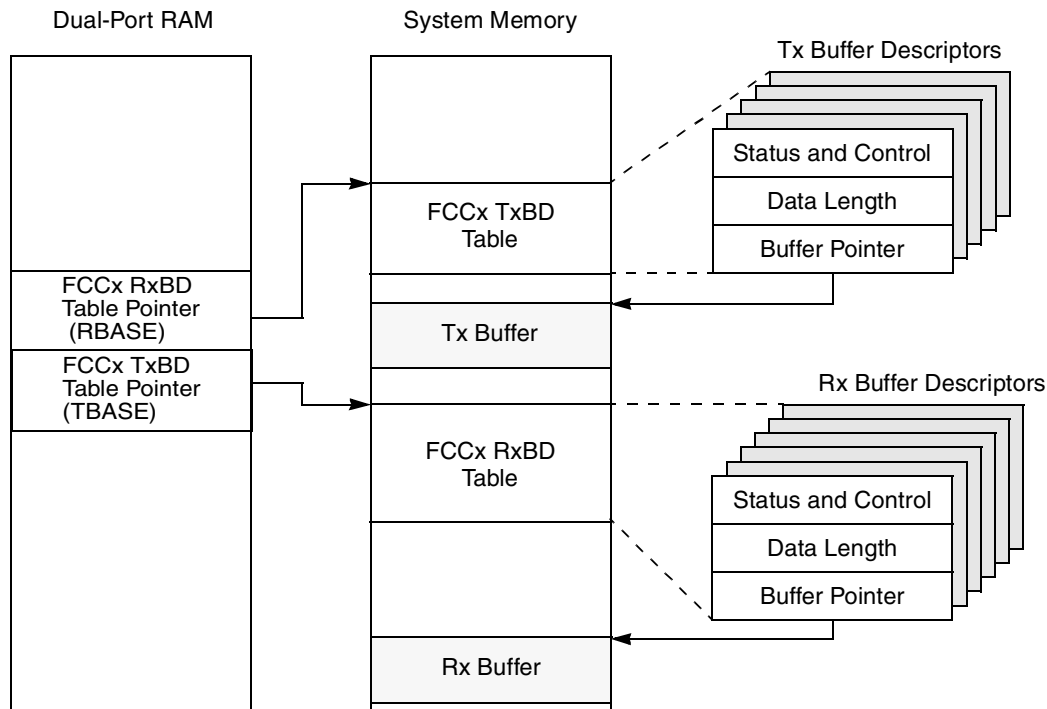 Dual-Port RAM
System Memory
Tx Buffer Descriptors
Status and Control
Data Length
Buffer Pointer
FCCx TxBD
Table
FCCx RxBD
Table Pointer
(RBASE)
Tx Buffer
FCCx TxBD
Table Pointer
(TBASE)
Rx Buffer Descriptors
FCCx RxBD
Table
Status and Control
Data Length
Buffer Pointer
Rx Buffer